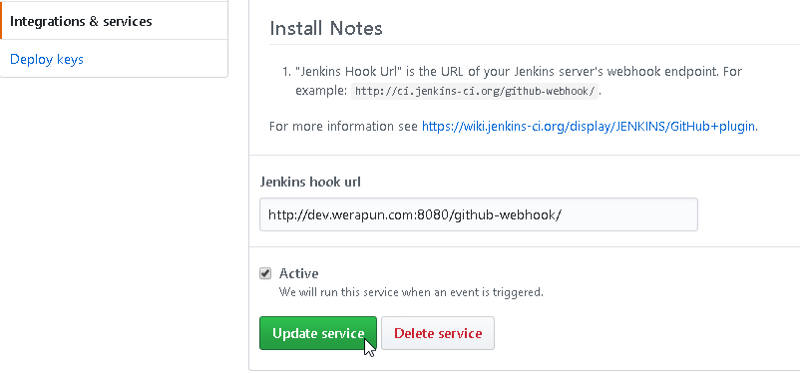 Integrations & services
Deploy keys
Install Notes
1. "Jenkins Hook Url" is the URL of your Jenkins server's webhook endpoint. For
example: http://ci.jenkins-ci.org/github-webhook/.
For more information see https://wiki.jenkins-ci.org/display/JENKINS/GitHub+plugin.
Jenkins hook url
http://dev.werapun.com:8080/github-webhook/
Active
We will run this service when an event is triggered.
Update service
Delete service